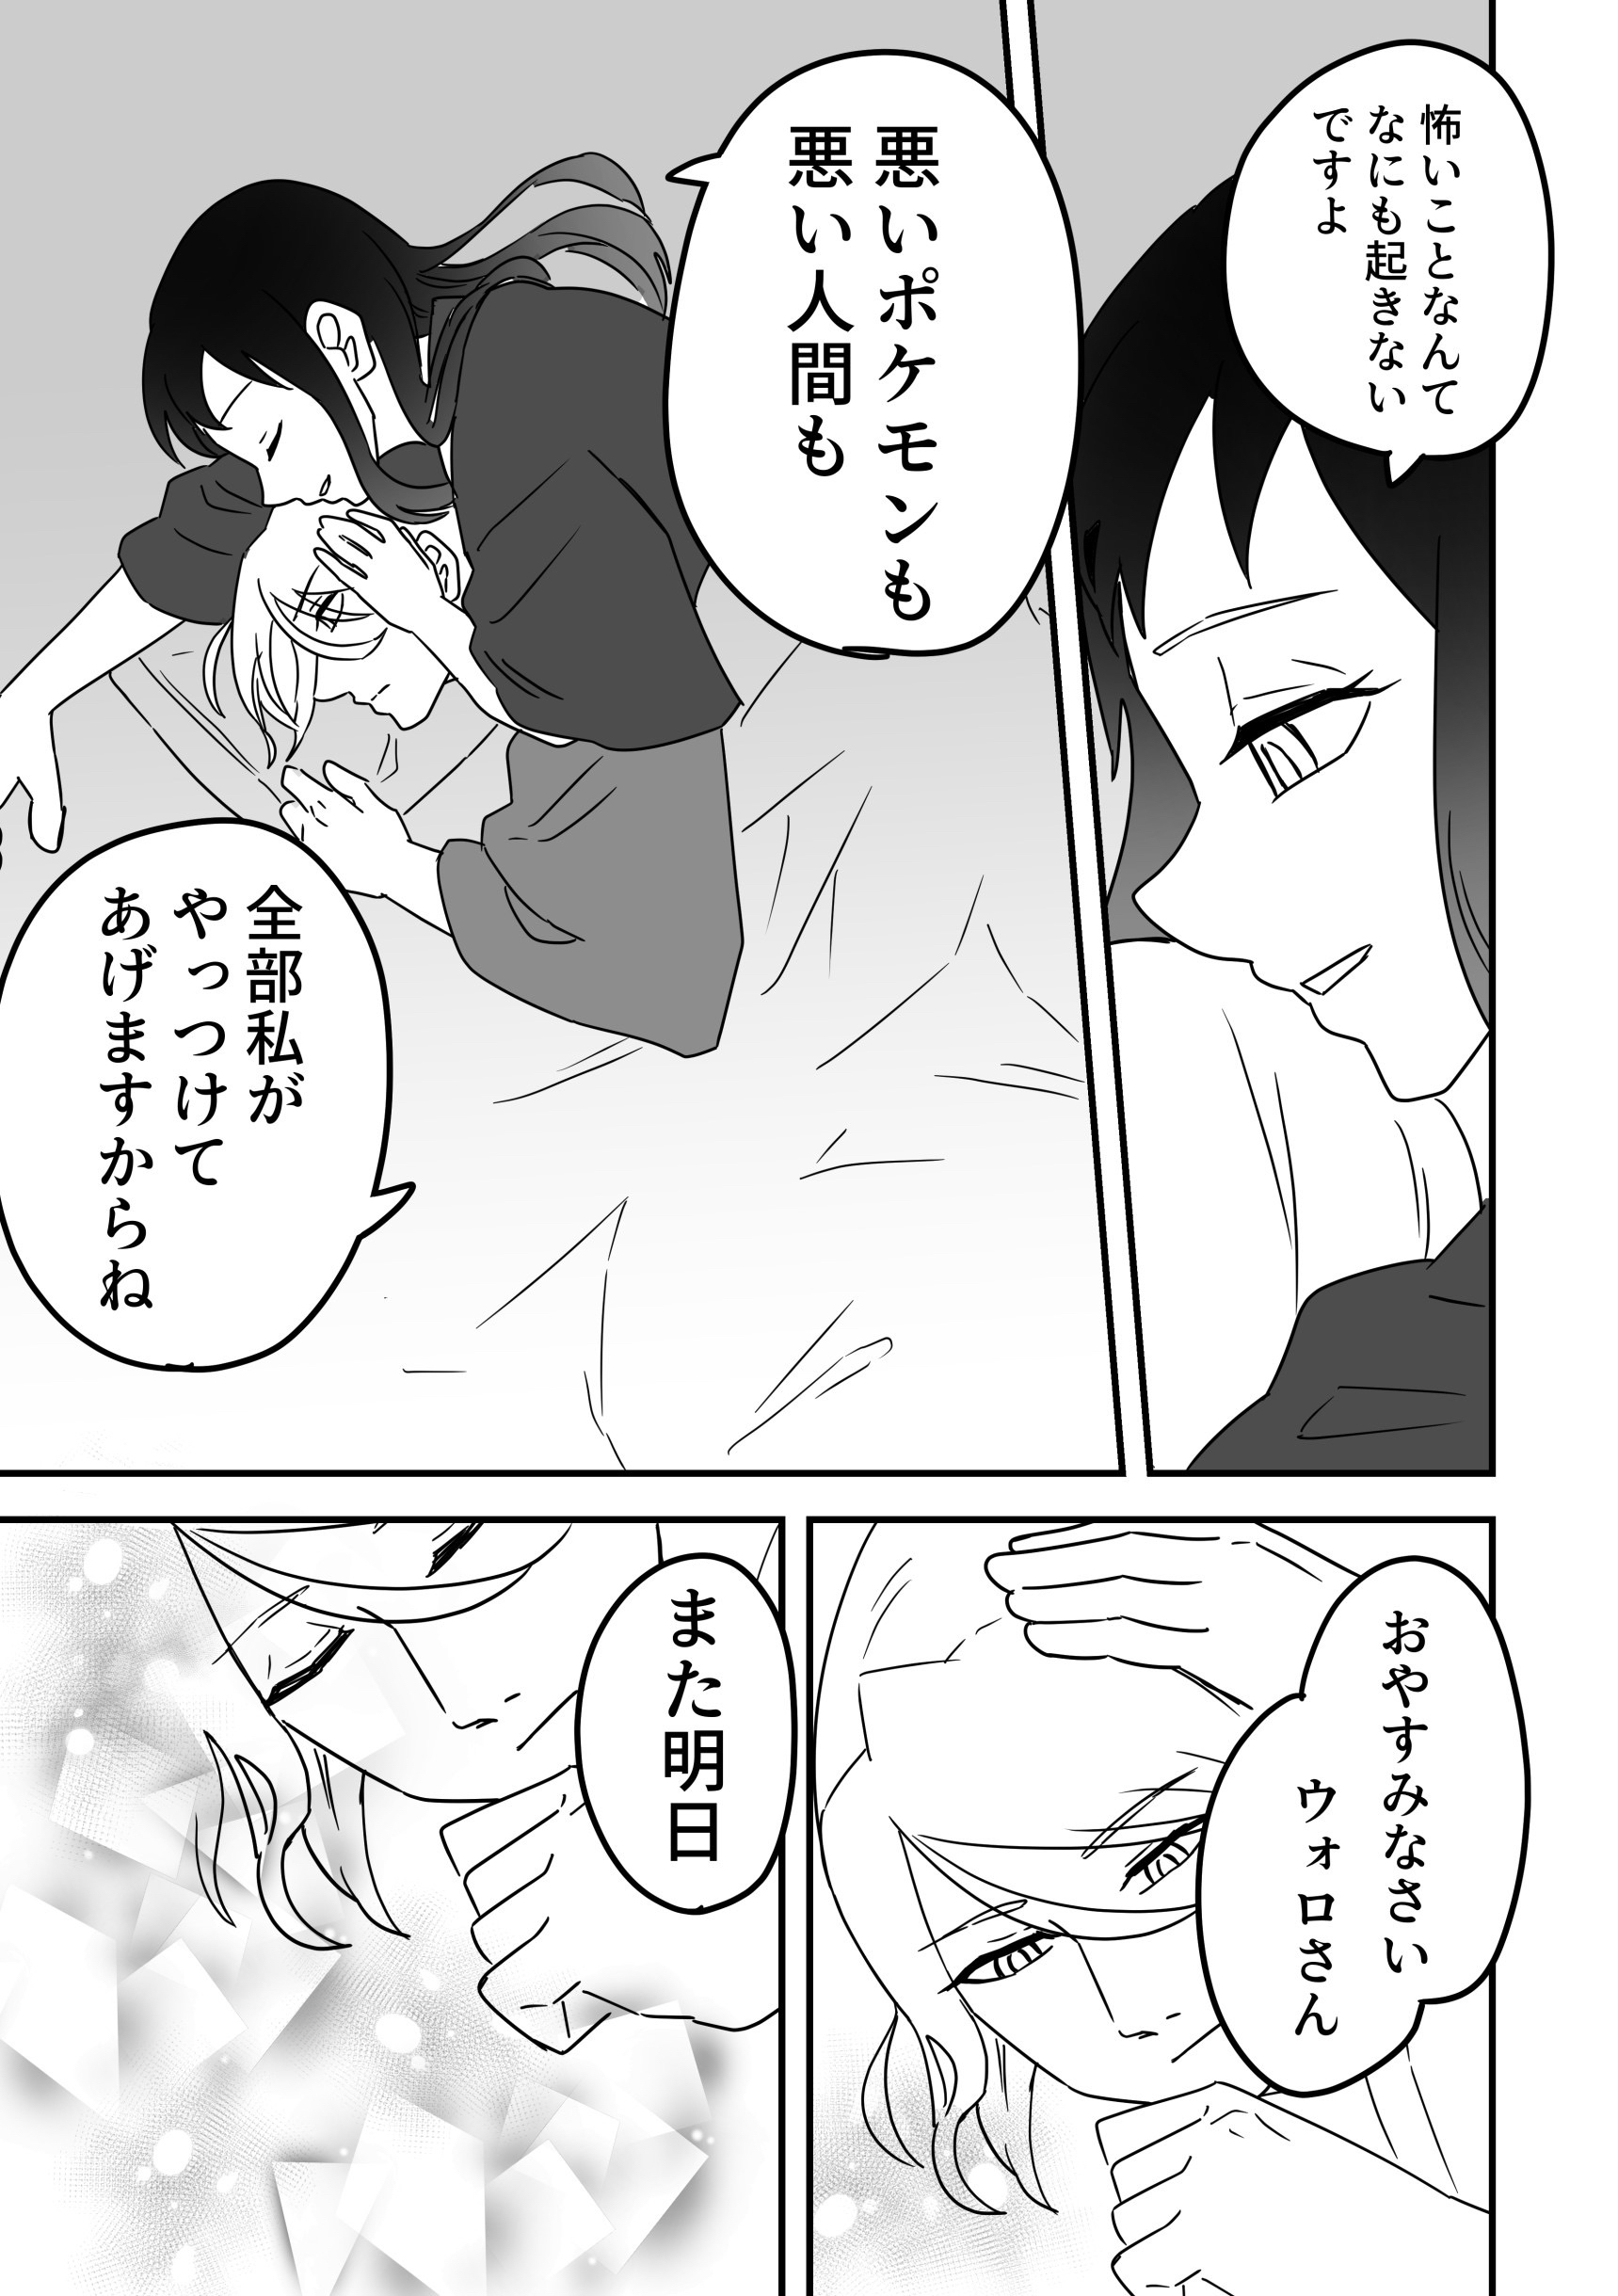 怖いことなんて
なにも起きない
ですよ
悪いポケモンも
悪い人間も
全部私が
やっつけて
あげますからね
おやすみなさい
ウォロさん
また明日